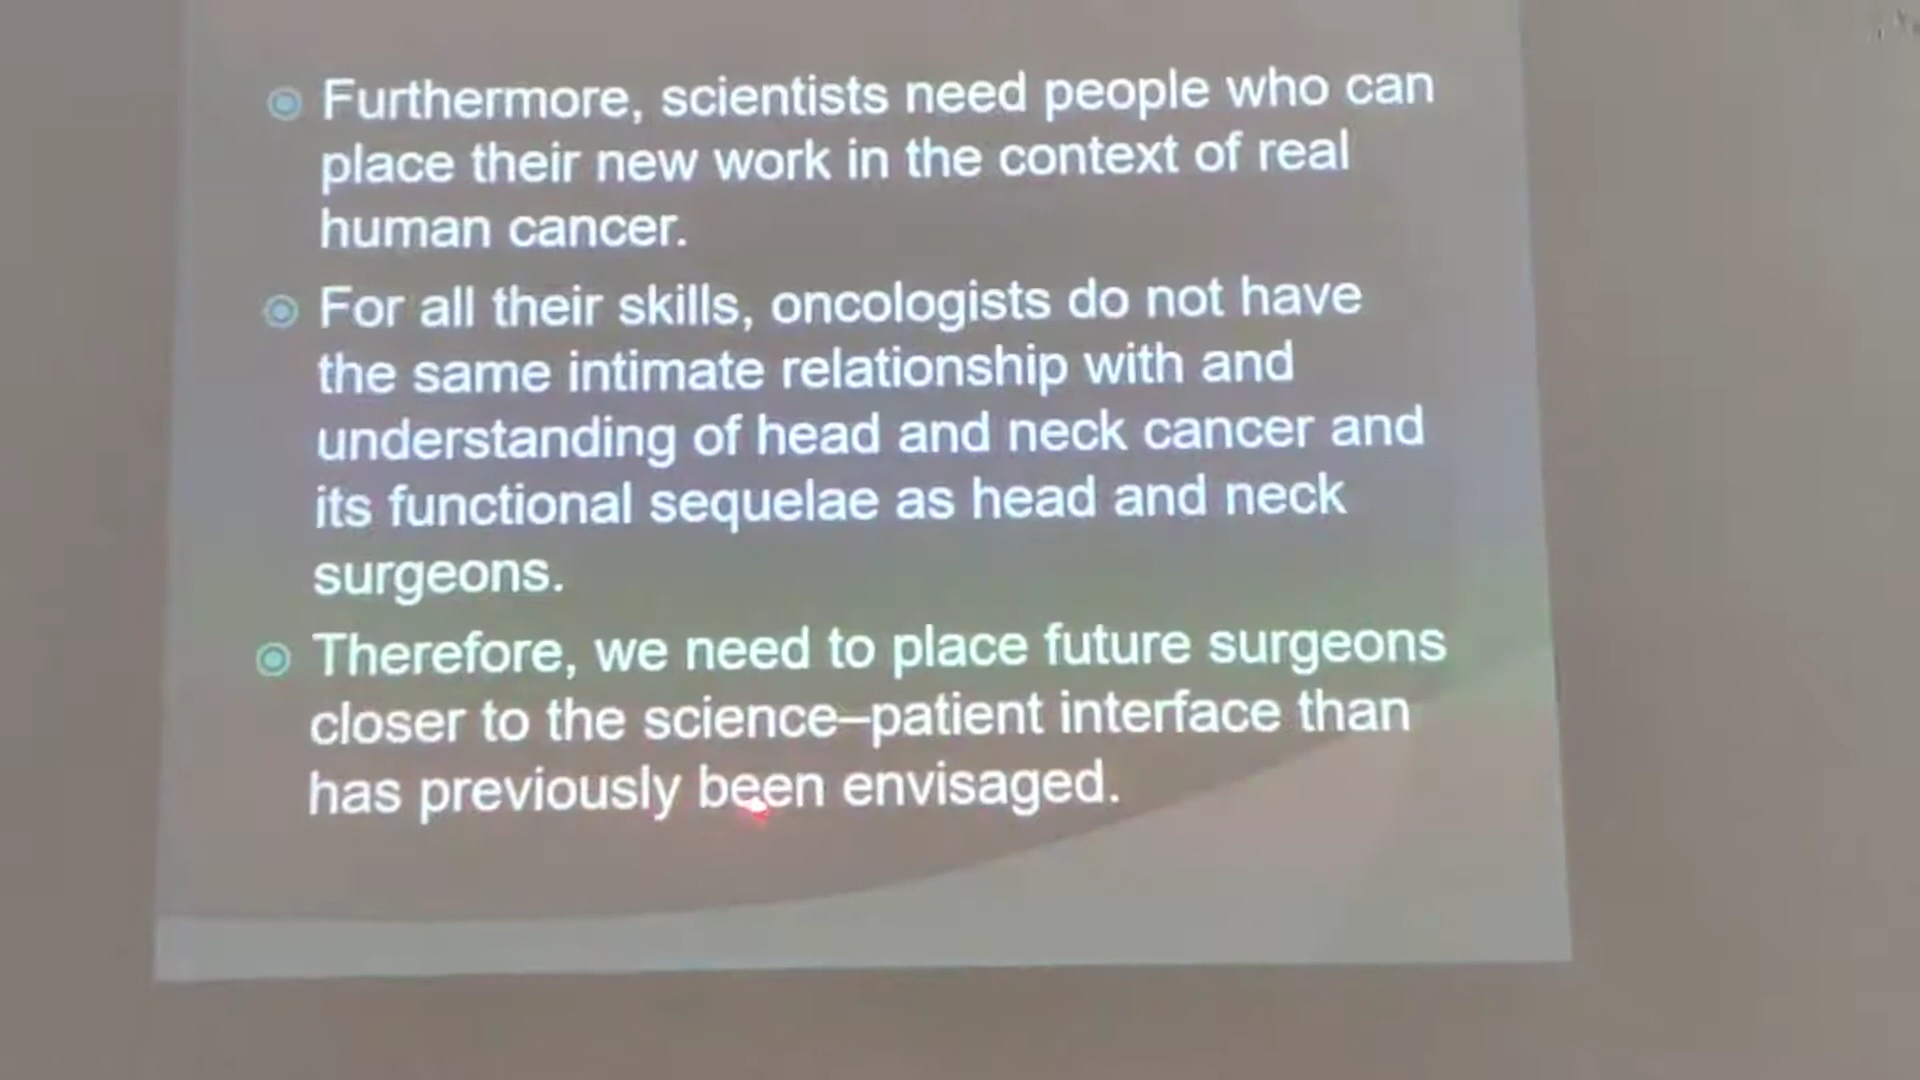 Furthermore, scientists need people who can
place their new work in the context of real
human cancer.
For all their skills, oncologists do not have
the same intimate relationship with and
understanding of head and neck cancer and
its functional sequelae as head and neck
surgeons.
Therefore, we need to place future surgeons
closer to the science–patient interface than
has previously been envisaged.